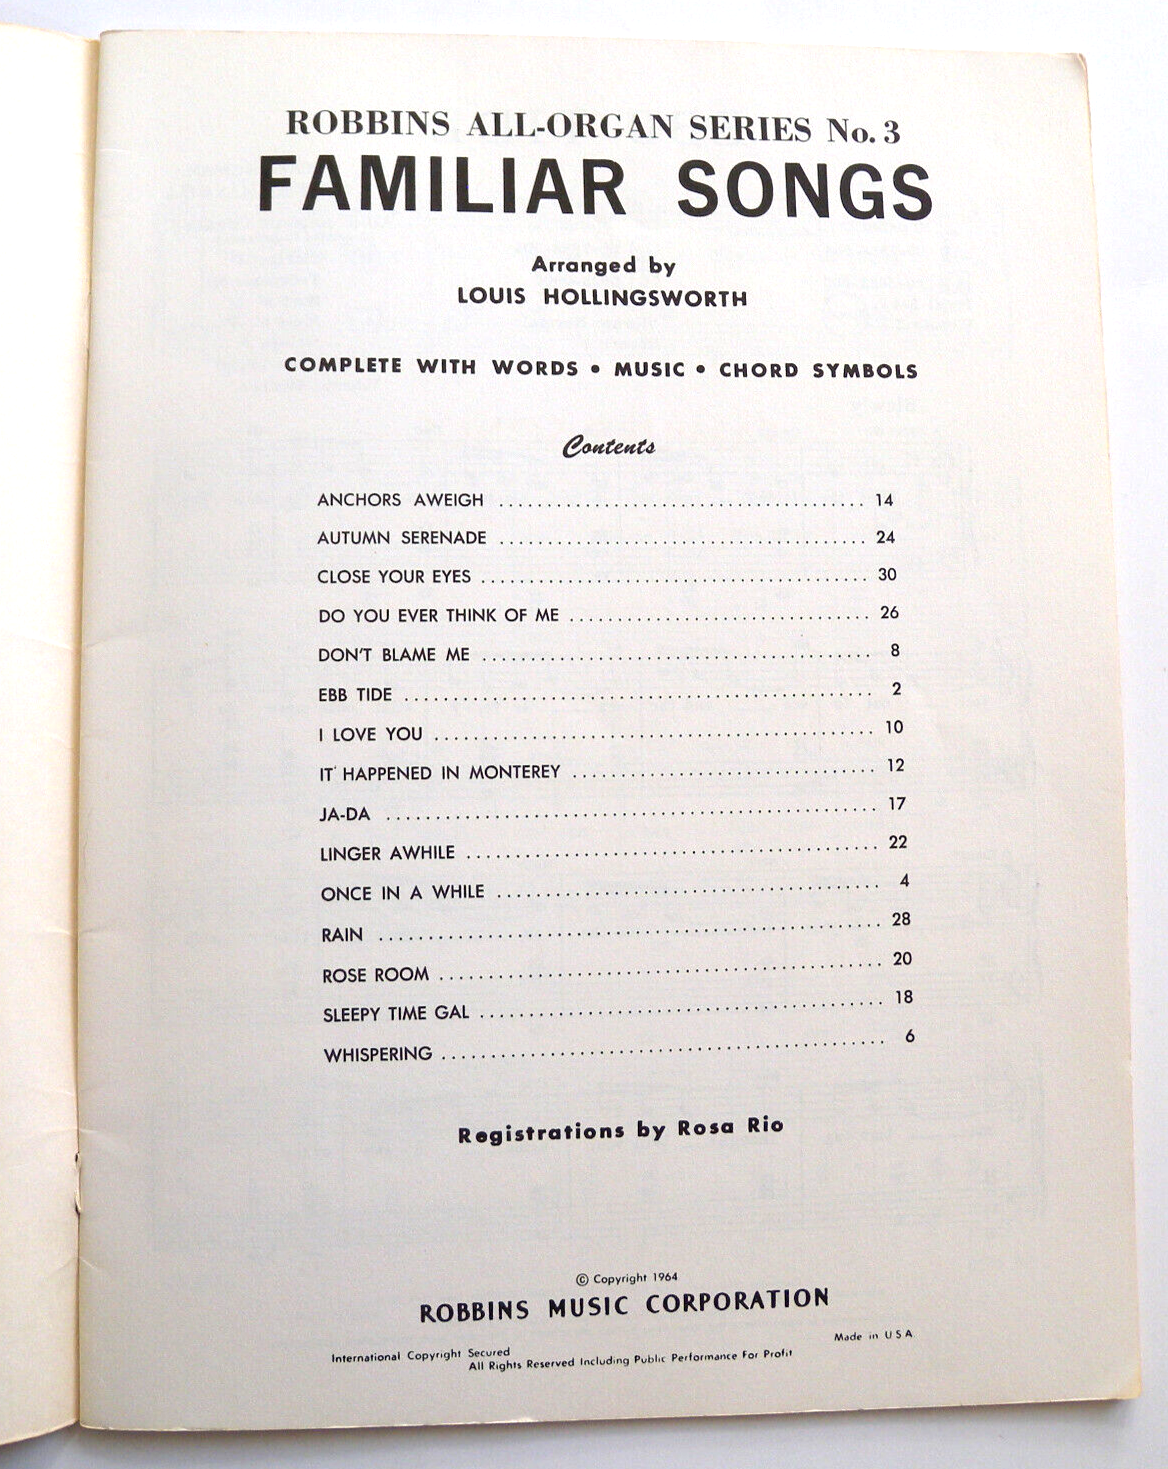 ROBBINS ALL-ORGAN SERIES No. 3
FAMILIAR SONGS
Arranged by
LOUIS HOLLINGSWORTH
COMPLETE WITH WORDS • MUSIC • CHORD SYMBOLS
Contents
ANCHORS AWEIGH ........................................ 14
AUTUMN SERENADE ........................................ 24
CLOSE YOUR EYES ........................................ 30
DO YOU EVER THINK OF ME ................................ 26
DON'T BLAME ME ........................................ 8
EBB TIDE ................................................ 2
I LOVE YOU ............................................. 10
IT HAPPENED IN MONTEREY ................................ 12
JA-DA .................................................. 17
LINGER AWHILE .......................................... 22
ONCE IN A WHILE ........................................ 4
RAIN ................................................... 28
ROSE ROOM .............................................. 20
SLEEPY TIME GAL ........................................ 18
WHISPERING ............................................. 6
Registrations by Rosa Rio
© Copyright 1964
ROBBINS MUSIC CORPORATION
Made in U S A
International Copyright Secured
All Rights Reserved Including Public Performance For Profit